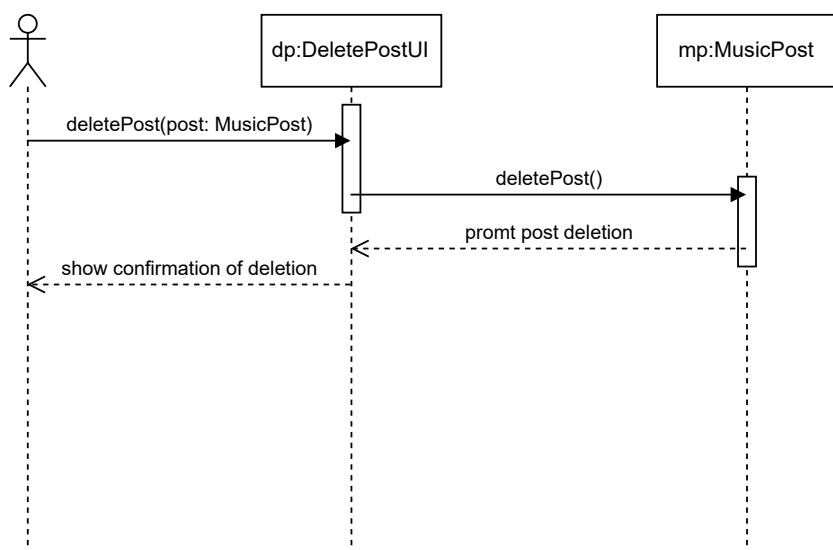 dp:DeletePostUI
mp:MusicPost
deletePost(post: MusicPost)
deletePost()
promt post deletion
show confirmation of deletion